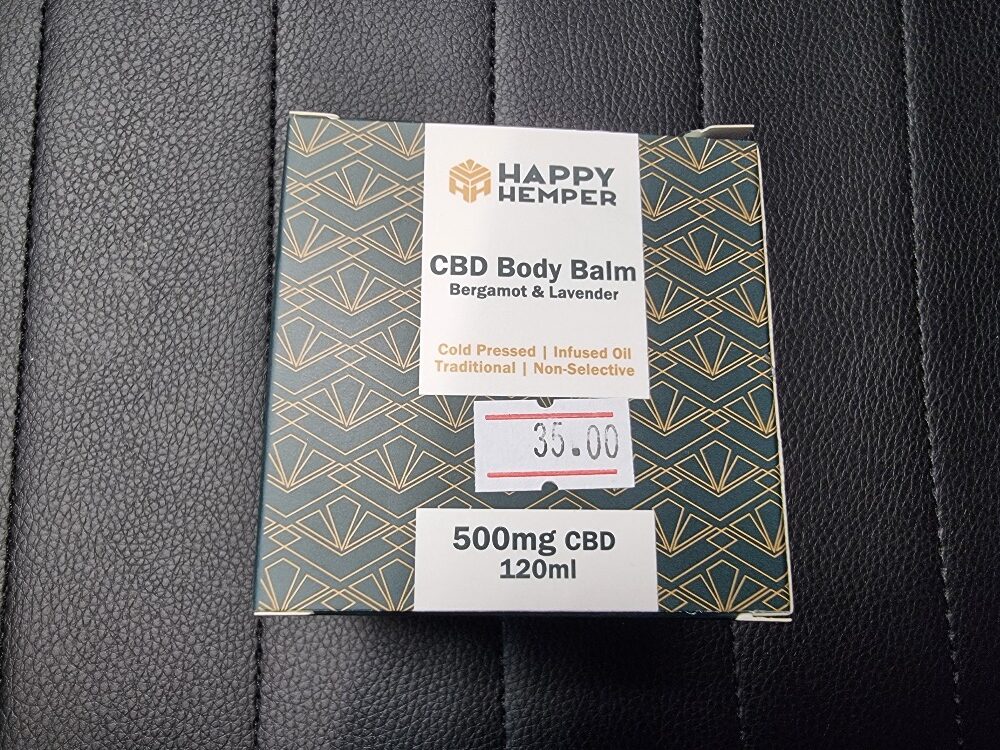 HAPPY
HEMPER
CBD Body Balm
Bergamot & Lavender
Cold Pressed | Infused Oil
Traditional | Non-Selective
35.00
500mg CBD
120ml